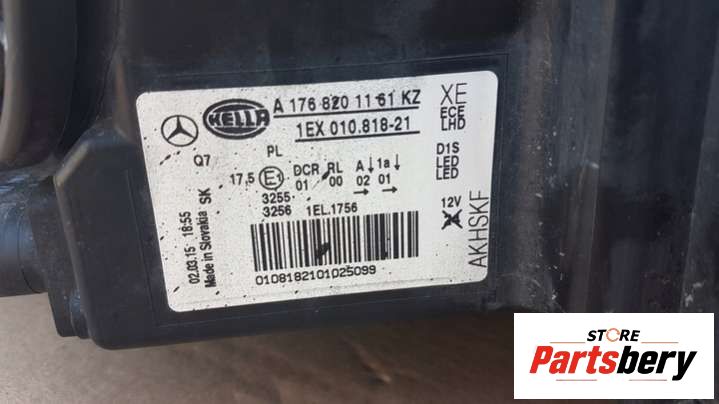 HELLA
A 176 820 11 61 KZ
1EX 010.818-21
XE
ECE
LHD
Q7
PL
17,5 E1 DCR RL A↓1a↓
01 00 02 01
3255
3256 1EL.1756
D1S
LED
LED
12V
AKHSKF
02.03.15 18:55
Made in Slovakia SK
0108182101025099
STORE
Partsbery